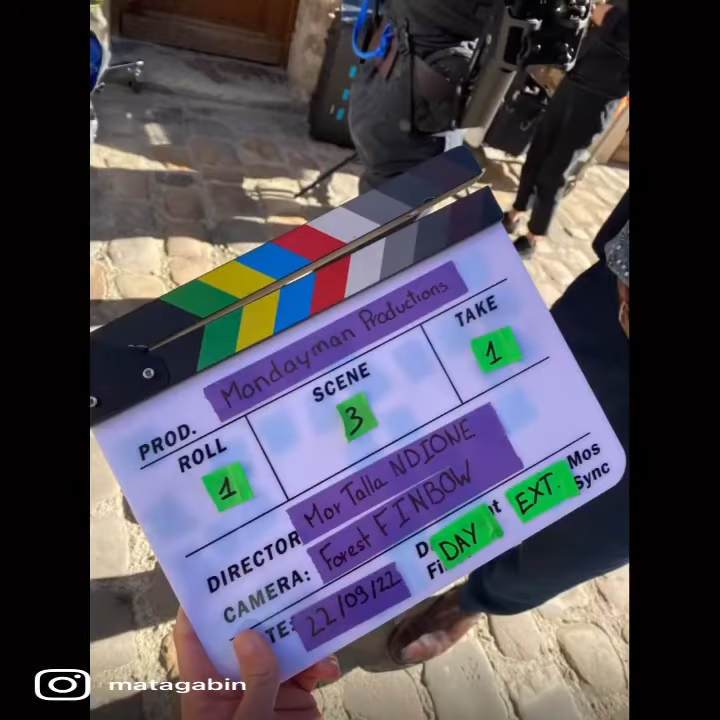 Mondayman Productions
PROD.
ROLL
1
SCENE
3
TAKE
1
DIRECTOR
Mor Talla NDIONE
CAMERA:
Forest FINBOW
DAY
EXT.
Mos
Sync
22/09/22
matagabin